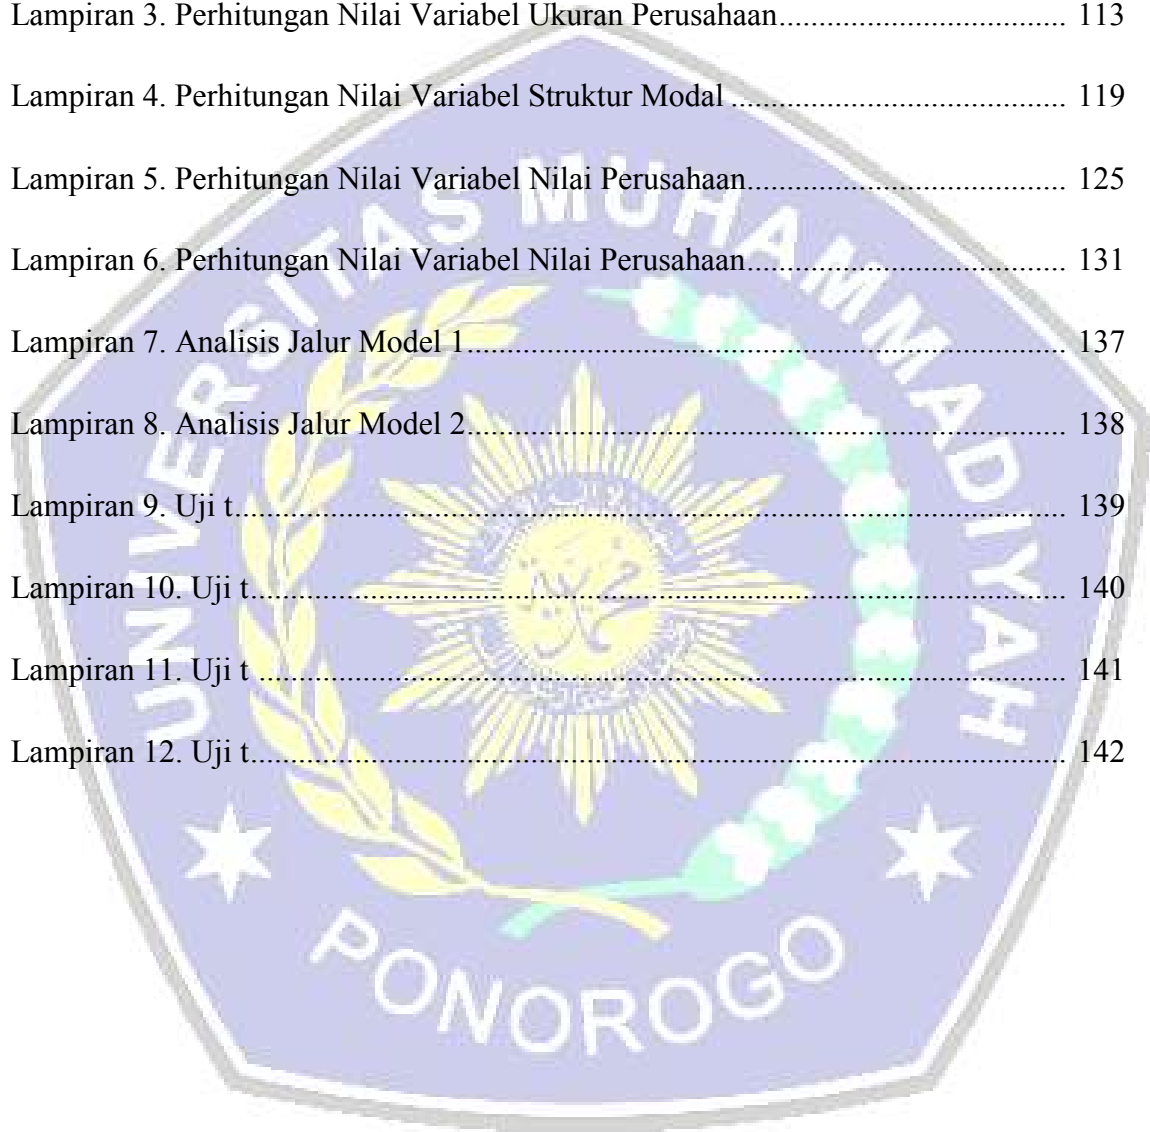 Lampiran 3. Perhitungan Nilai Variabel Ukuran Perusahaan.................................... 113
Lampiran 4. Perhitungan Nilai Variabel Struktur Modal .......................................... 119
Lampiran 5. Perhitungan Nilai Variabel Nilai Perusahaan........................................ 125
Lampiran 6. Perhitungan Nilai Variabel Nilai Perusahaan........................................ 131
Lampiran 7. Analisis Jalur Model 1........................................................................... 137
Lampiran 8. Analisis Jalur Model 2........................................................................... 138
Lampiran 9. Uji t......................................................................................................... 139
Lampiran 10. Uji t....................................................................................................... 140
Lampiran 11. Uji t ...................................................................................................... 141
Lampiran 12. Uji t....................................................................................................... 142
UNIVERSITAS MUHAMMADIYAH
PONOROGO